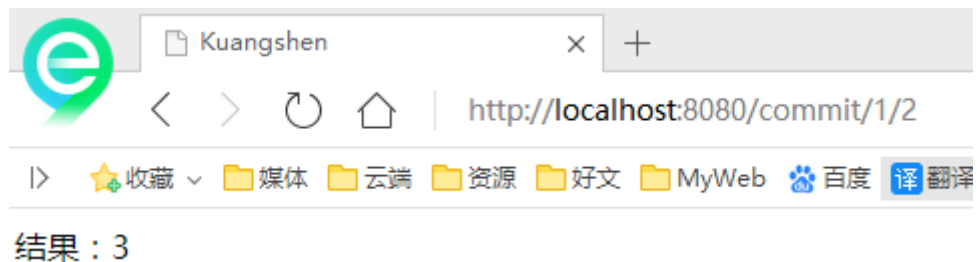 Kuangshen
http://localhost:8080/commit/1/2
收藏 媒体 云端 资源 好文 MyWeb 百度 译 翻译
结果：3